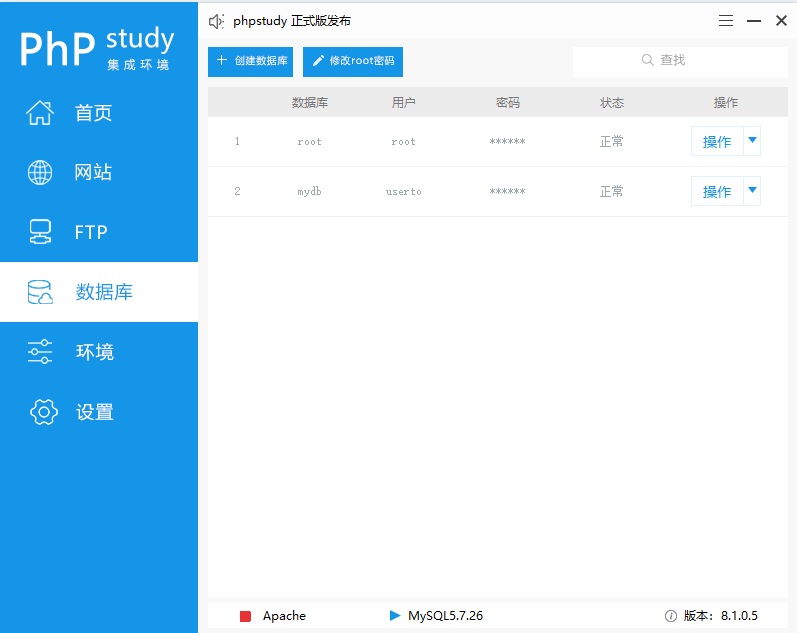 PhP study
集成环境
首页
网站
FTP
数据库
环境
设置
phpstudy 正式版发布
创建数据库 修改root密码 查找
数据库 用户 密码 状态 操作
1 root root ****** 正常 操作
2 mydb userto ****** 正常 操作
Apache MySQL5.7.26 版本: 8.1.0.5